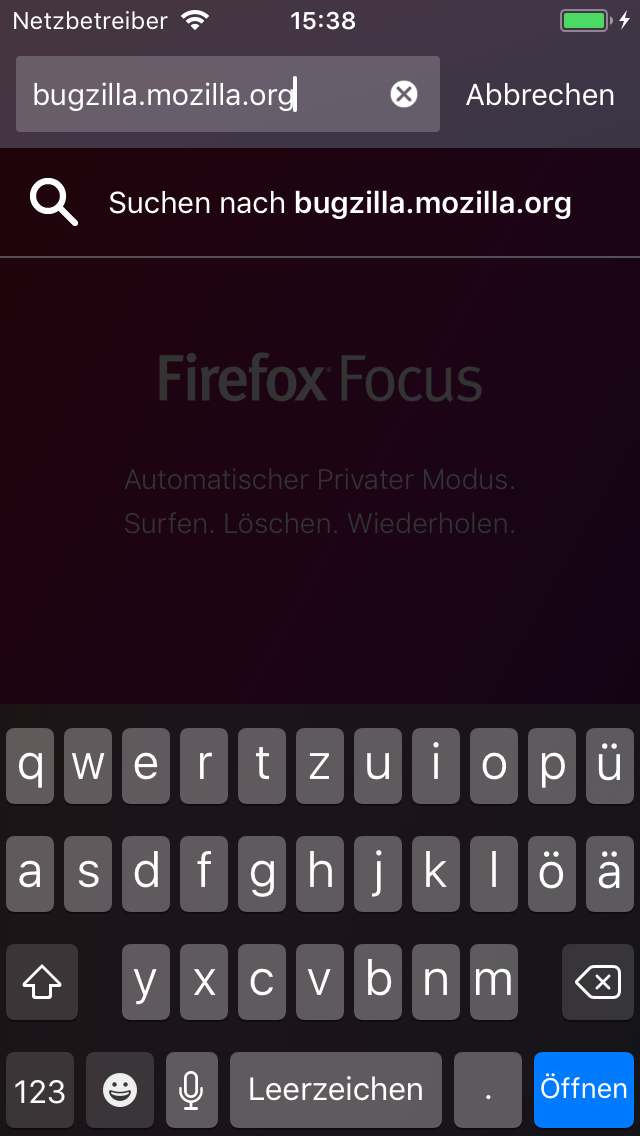 Netzbetreiber 15:38
bugzilla.mozilla.org Abbrechen
Suchen nach bugzilla.mozilla.org
Firefox Focus
Automatischer Privater Modus.
Surfen. Löschen. Wiederholen.
q w e r t z u i o p ü
a s d f g h j k l ö ä
y x c v b n m
123 Leerzeichen . Öffnen